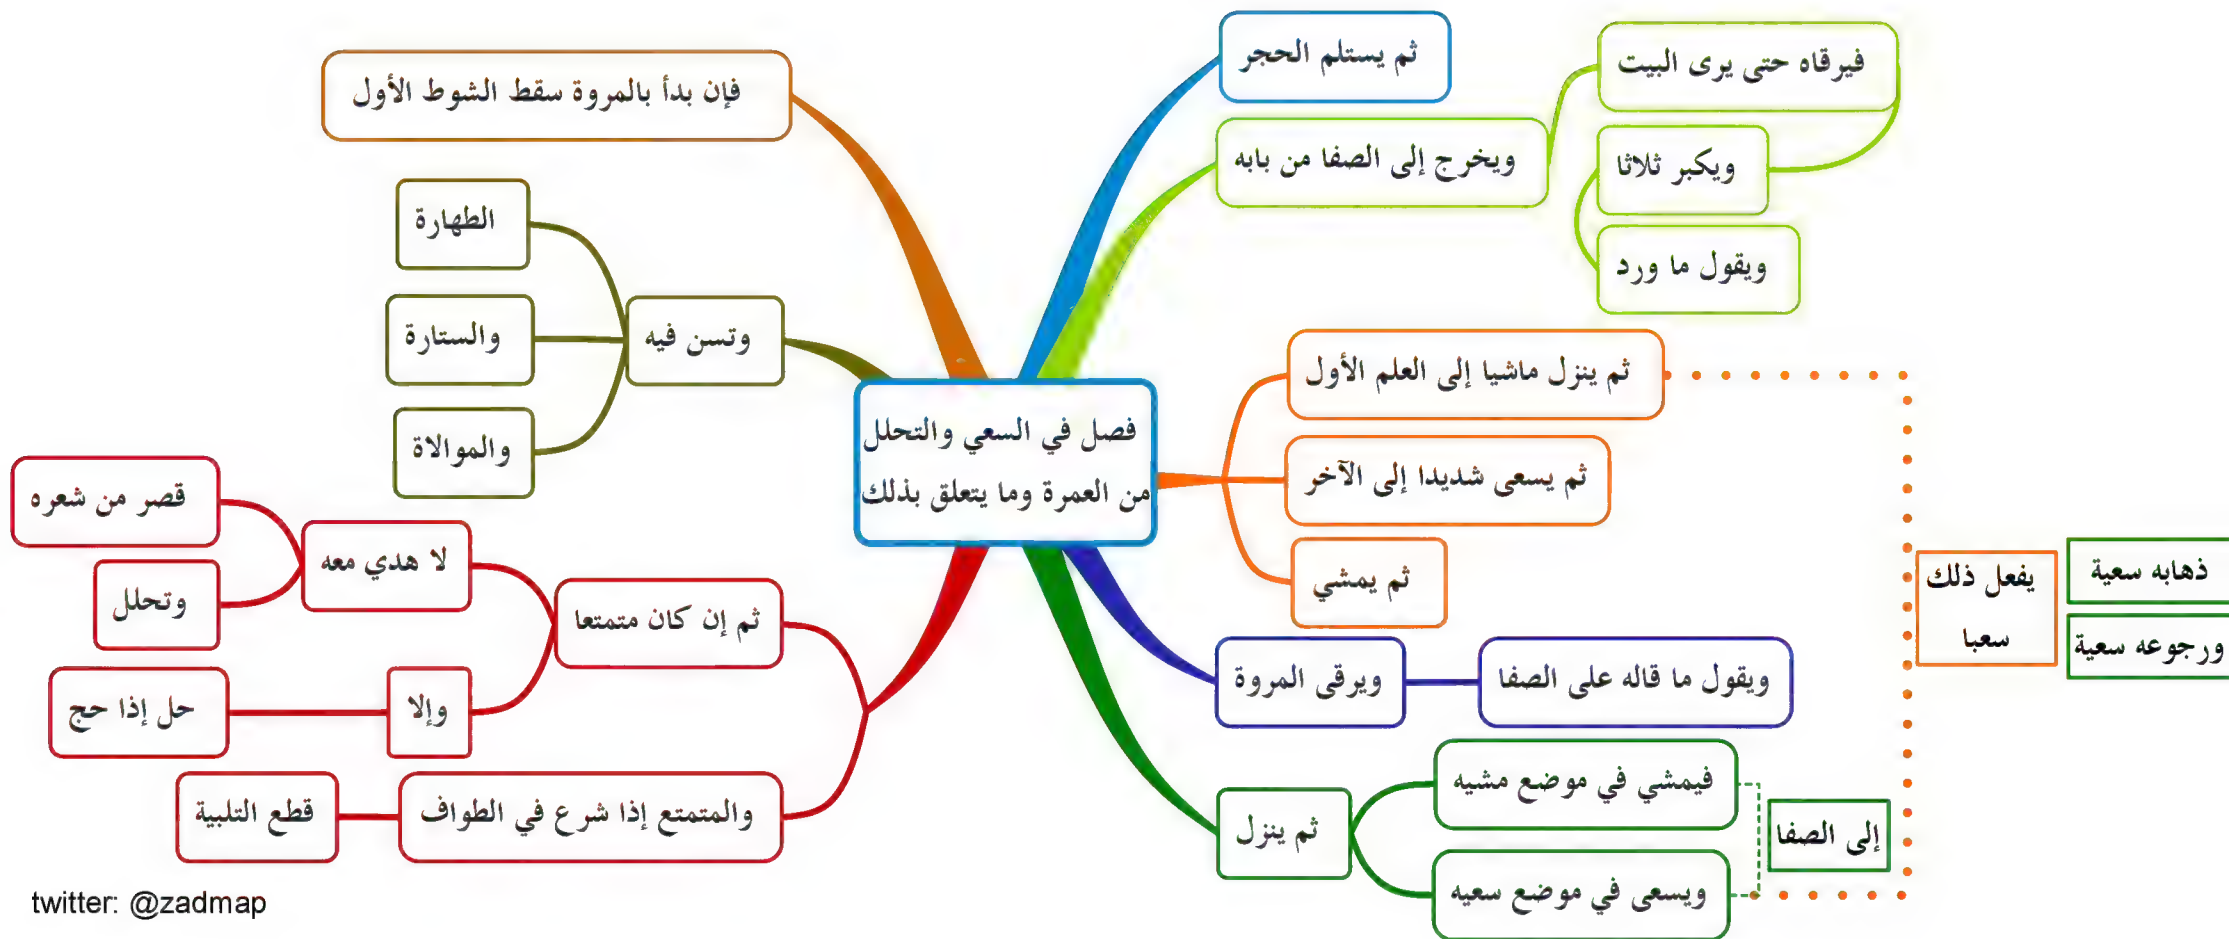 فصل في السعي والتحلل
من العمرة وما يتعلق بذلك
ثم يستلم الحجر
ويخرج إلى الصفا من بابه
فيرقاه حتى يرى البيت
ويكبر ثلاثا
ويقول ما ورد
ثم ينزل ماشيا إلى العلم الأول
ثم يسعى شديدا إلى الآخر
ثم يمشي
ويرقى المروة
ويقول ما قاله على الصفا
ثم ينزل
فيمشي في موضع مشيه
ويسعى في موضع سعيه
إلى الصفا
يفعل ذلك
سعبا
ذهابه سعية
ورجوعه سعية
فإن بدأ بالمروة سقط الشوط الأول
وتسن فيه
الطهارة
والستارة
والموالاة
ثم إن كان متمتعا
لا هدي معه
قصر من شعره
وتحلل
وإلا
حل إذا حج
والمتمتع إذا شرع في الطواف
قطع التلبية
twitter: @zadmap